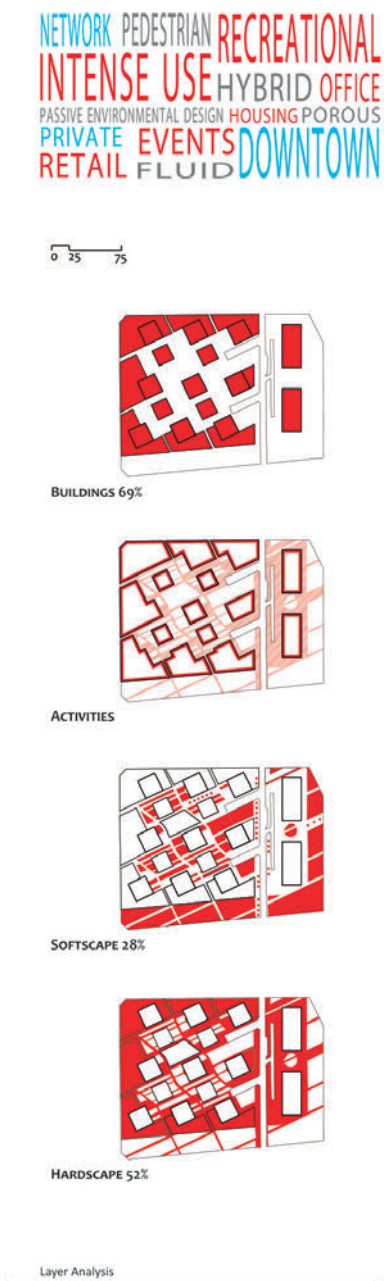 NETWORK PEDESTRIAN RECREATIONAL
INTENSE USE HYBRID OFFICE
PASSIVE ENVIRONMENTAL DESIGN HOUSING POROUS
PRIVATE EVENTS DOWNTOWN
RETAIL FLUID
0 25 75
BUILDINGS 69%
ACTIVITIES
SOFTSCAPE 28%
HARDSCAPE 52%
Layer Analysis